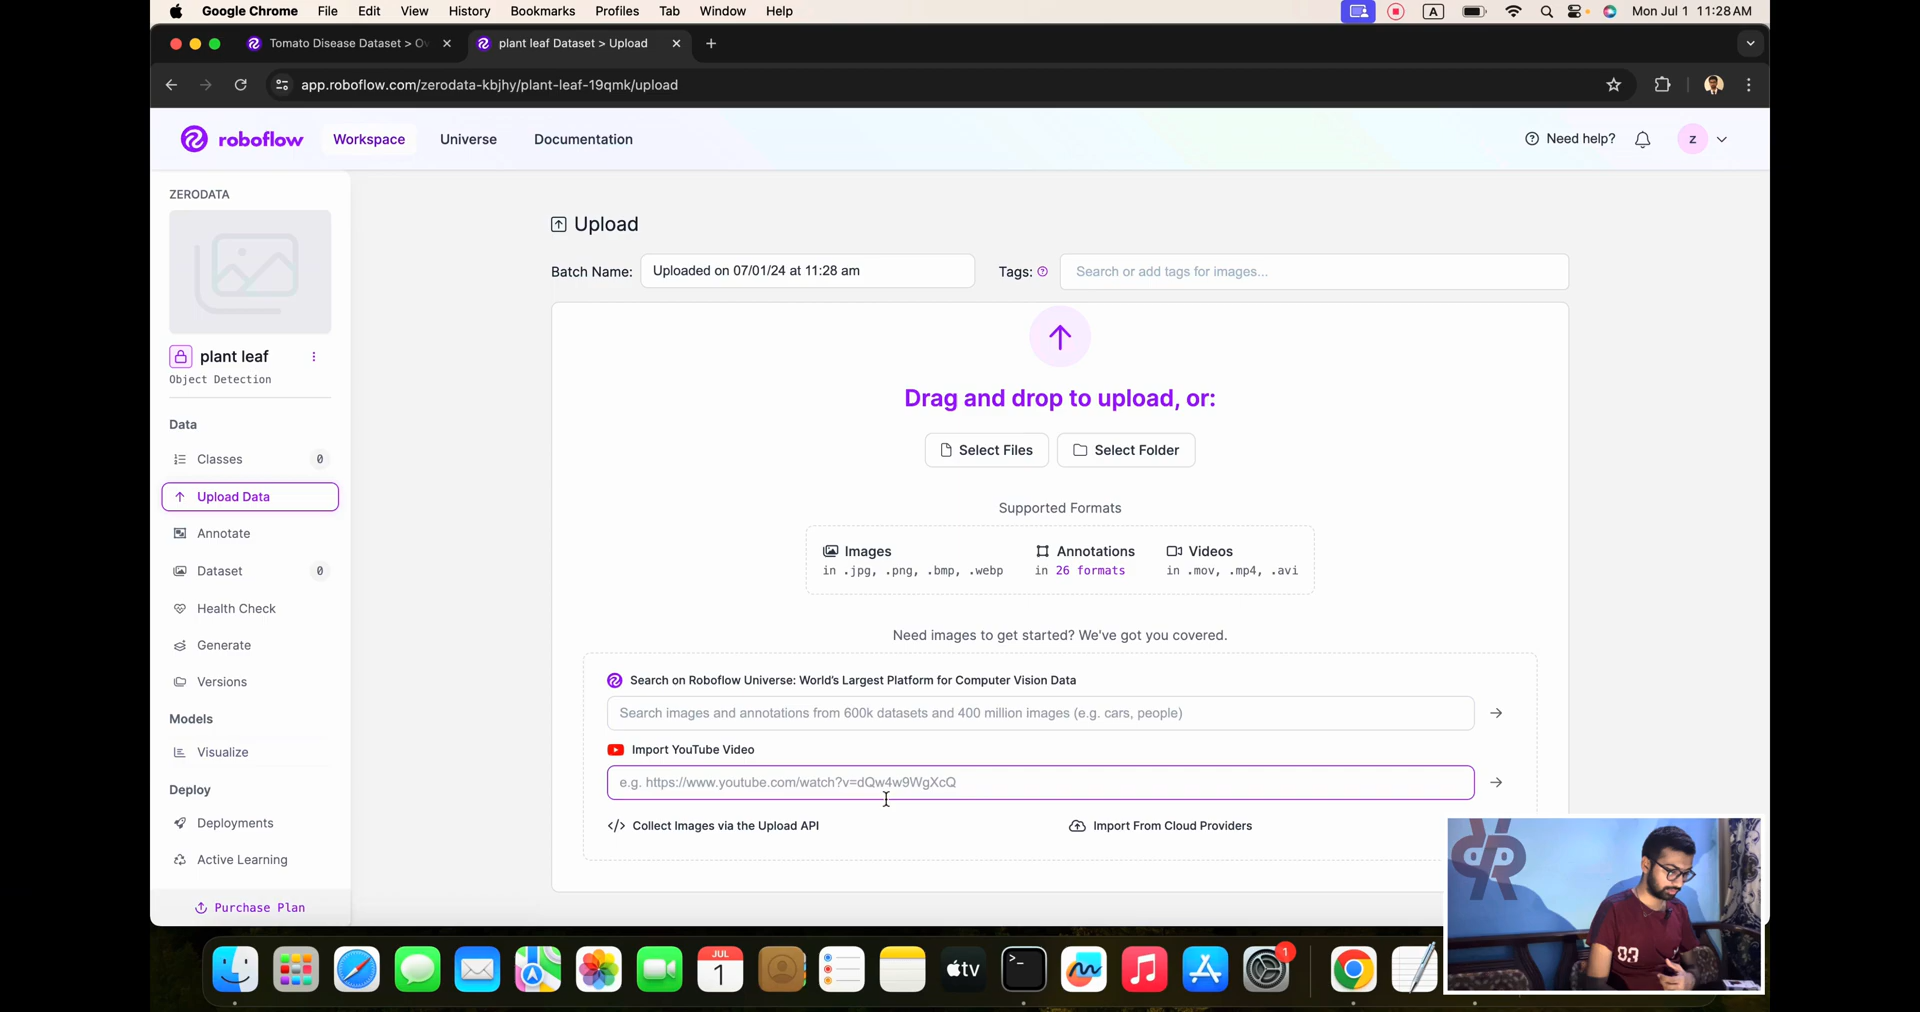 Google Chrome File Edit View History Bookmarks Profiles Tab Window Help A Mon Jul 1 11:28 AM
Tomato Disease Dataset > Ov
plant leaf Dataset > Upload
app.roboflow.com/zerodata-kbjhy/plant-leaf-19qmk/upload
roboflow Workspace Universe Documentation Need help? Z
ZERODATA
Upload
Batch Name: Uploaded on 07/01/24 at 11:28 am Tags: Search or add tags for images...
plant leaf
Object Detection
Data
Classes 0
Upload Data
Annotate
Dataset 0
Health Check
Generate
Versions
Models
Visualize
Deploy
Deployments
Active Learning
Purchase Plan
Drag and drop to upload, or:
Select Files Select Folder
Supported Formats
Images Annotations Videos
in .jpg, .png, .bmp, .webp in 26 formats in .mov, .mp4, .avi
Need images to get started? We've got you covered.
Search on Roboflow Universe: World's Largest Platform for Computer Vision Data
Search images and annotations from 600k datasets and 400 million images (e.g. cars, people)
Import YouTube Video
e.g. https://www.youtube.com/watch?v=dQw4w9WgXcQ
Collect Images via the Upload API Import From Cloud Providers
JUL
1
tv
>_
1
83